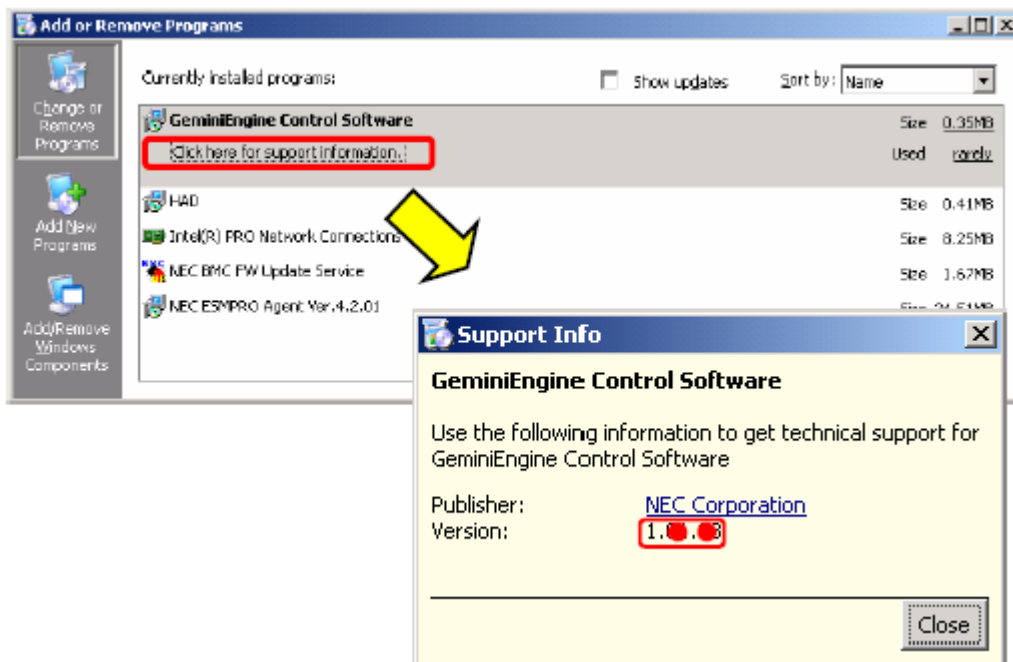 Add or Remove Programs
Change or
Remove
Programs
Add New
Programs
Add/Remove
Windows
Components
Currently installed programs:
Show updates
Sort by:
Name
GeminiEngine Control Software
Size 0.35MB
Click here for support information.
Used rarely
HAD
Size 0.41MB
Intel(R) PRO Network Connections
Size 8.25MB
NEC BMC FW Update Service
Size 1.67MB
NEC ESMPRO Agent Ver.4.2.01
Support Info
GeminiEngine Control Software
Use the following information to get technical support for
GeminiEngine Control Software
Publisher: NEC Corporation
Version:
Close